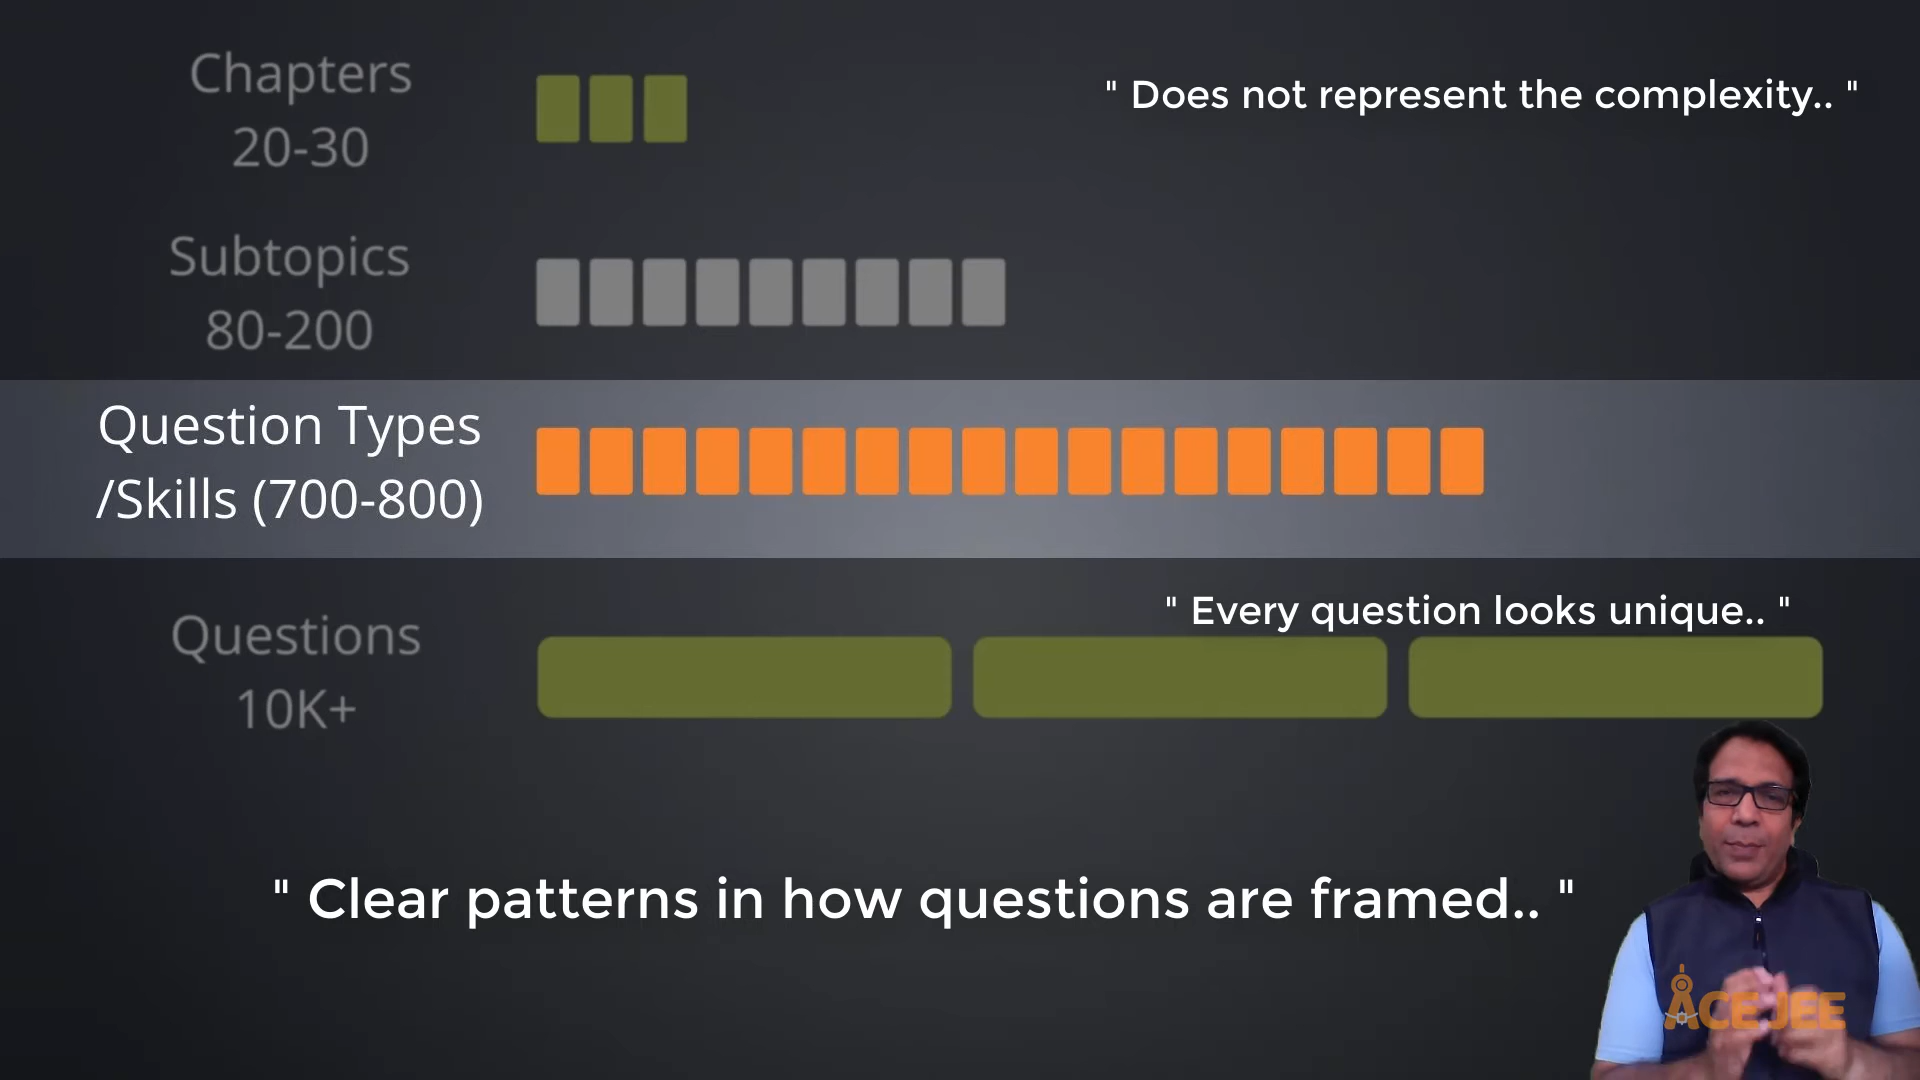 Chapters
20-30
" Does not represent the complexity.. "
Subtopics
80-200
Question Types
/Skills (700-800)
" Every question looks unique.. "
Questions
10K+
" Clear patterns in how questions are framed.. "
ACEJEE